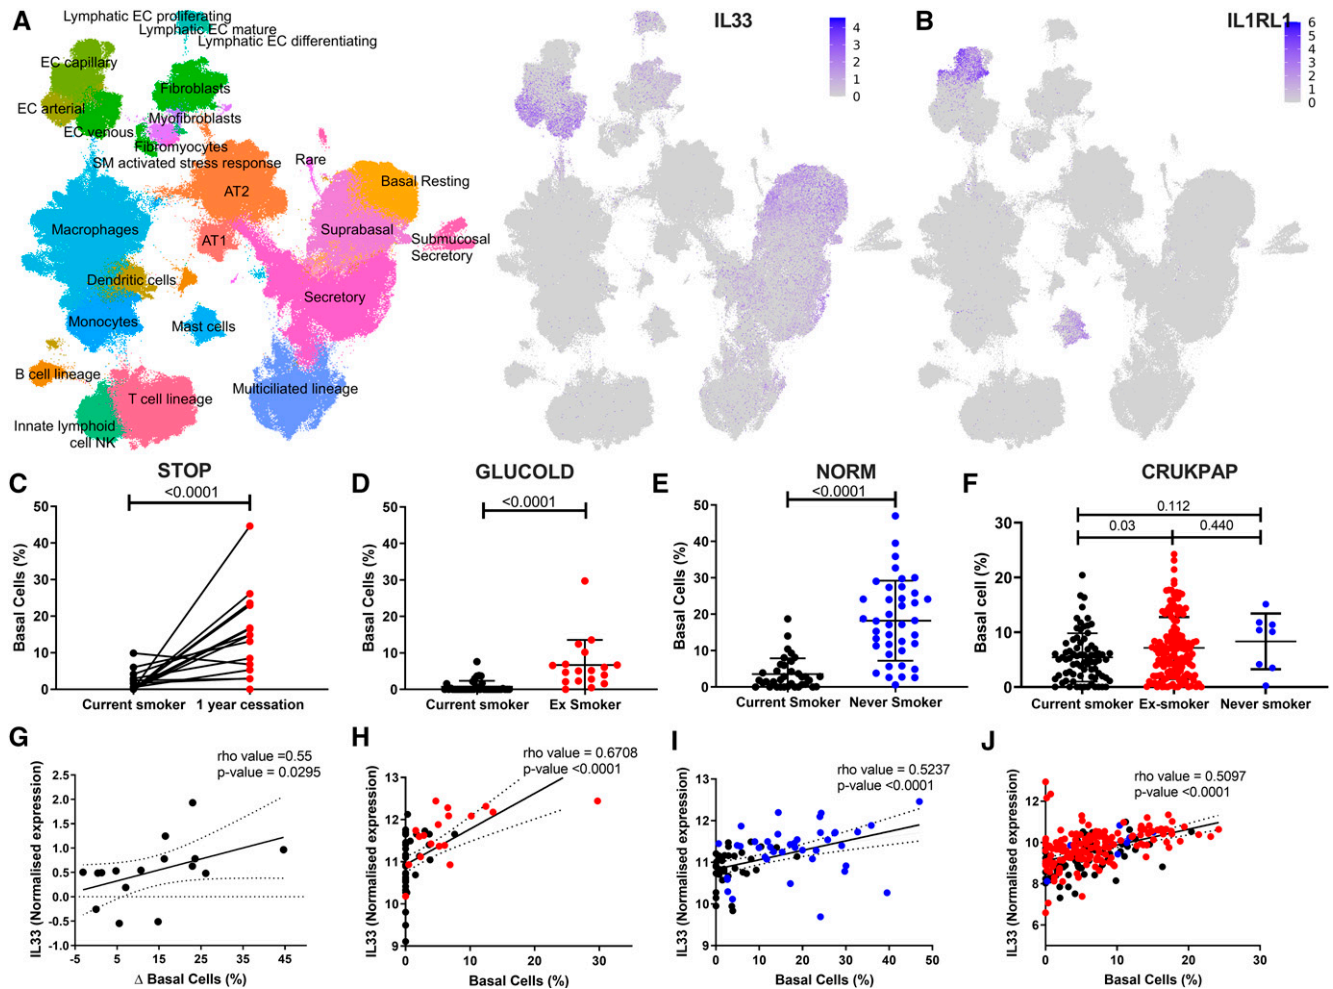 A
Lymphatic EC proliferating
Lymphatic EC mature
Lymphatic EC differentiating
EC capillary
Fibroblasts
EC arterial
Myofibroblasts
EC venous
Fibromyocytes
SM activated stress response
Rare
AT2
Basal Resting
Macrophages
Suprabasal
AT1
Submucosal
Secretory
Dendritic cells
Secretory
Monocytes
Mast cells
B cell lineage
T cell lineage
Multiciliated lineage
Innate lymphoid
cell NK
IL33
4
3
2
1
0
B
IL1RL1
6
5
4
3
2
1
0
C
STOP
<0.0001
Basal Cells (%)
50
40
30
20
10
0
Current smoker
1 year cessation
D
GLUCOLD
<0.0001
Basal Cells (%)
50
40
30
20
10
0
Current smoker
Ex Smoker
E
NORM
<0.0001
Basal Cells (%)
50
40
30
20
10
0
Current Smoker
Never Smoker
F
CRUKPAP
0.112
0.03
0.440
Basal cell (%)
30
20
10
0
Current smoker
Ex-smoker
Never smoker
G
rho value =0.55
p-value = 0.0295
IL33 (Normalised expression)
2.5
2.0
1.5
1.0
0.5
0.0
-0.5
-1.0
-5 5 15 25 35 45
Δ Basal Cells (%)
H
rho value = 0.6708
p-value <0.0001
IL33 (Normalised expression)
13
12
11
10
9
0 10 20 30
Basal Cells (%)
I
rho value = 0.5237
p-value <0.0001
IL33 (Normalised expression)
13
12
11
10
9
0 10 20 30 40 50
Basal Cells (%)
J
rho value = 0.5097
p-value <0.0001
IL33 (Normalised expression)
12
10
8
6
0 10 20 30
Basal Cells (%)